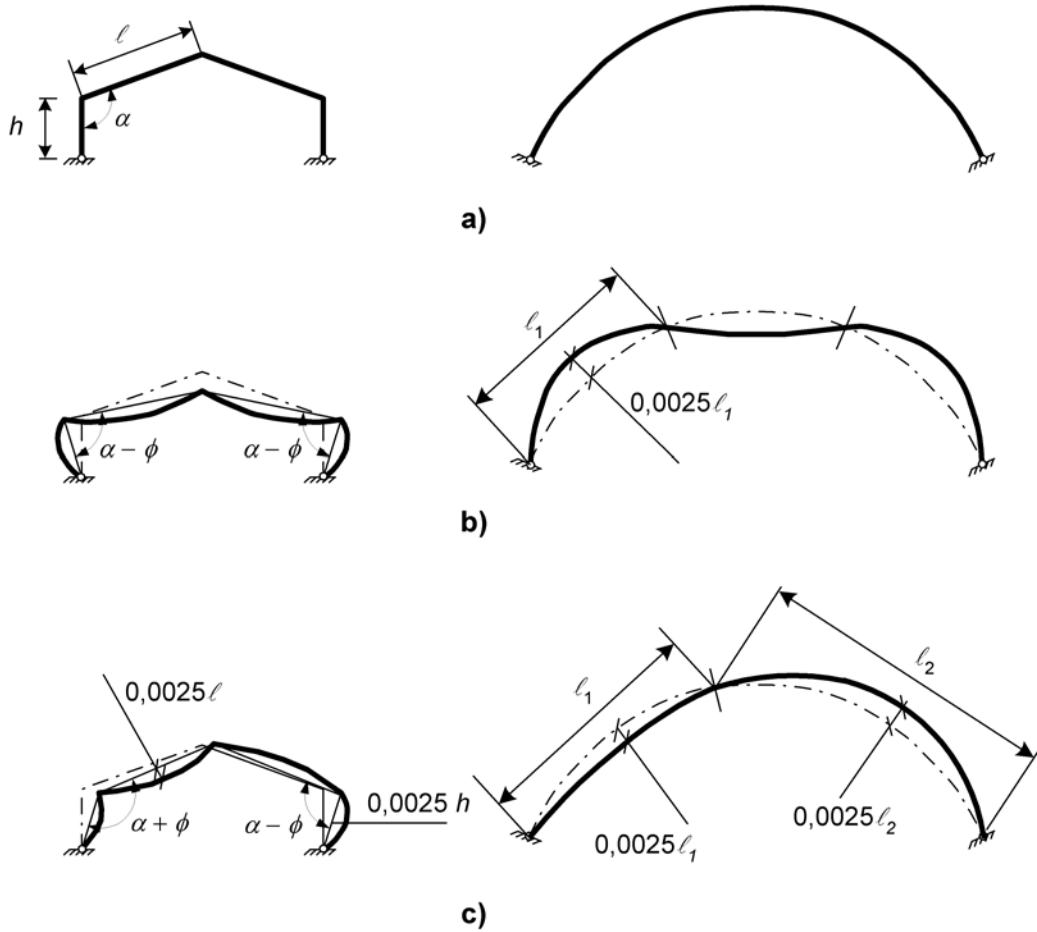 ℓ
h
α
a)
α − ϕ
α − ϕ
ℓ₁
0,0025ℓ₁
b)
0,0025ℓ
α + ϕ
α − ϕ
0,0025 h
ℓ₁
ℓ₂
0,0025ℓ₁
0,0025ℓ₂
c)